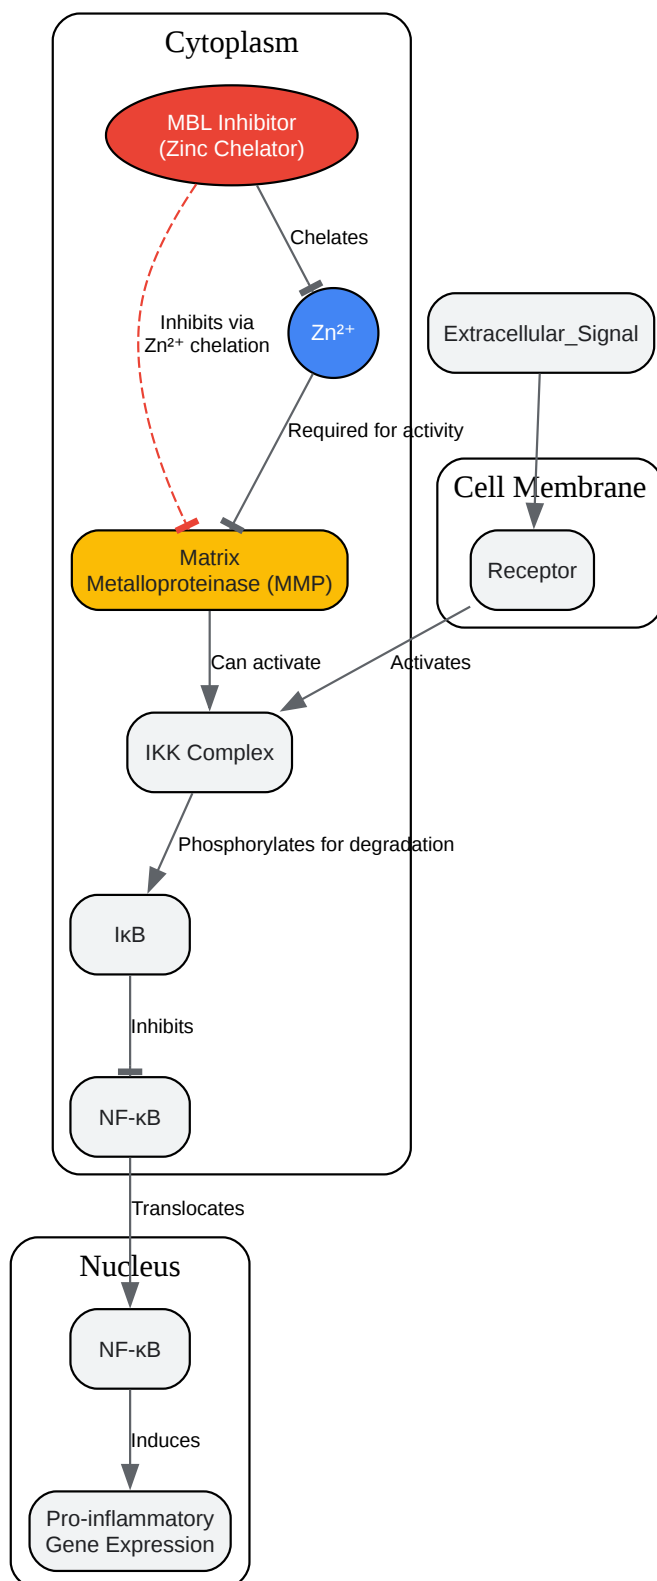 Cytoplasm
MBL Inhibitor
(Zinc Chelator)
Chelates
Inhibits via
Zn²⁺ chelation
Zn²⁺
Extracellular_Signal
Required for activity
Cell Membrane
Receptor
Matrix
Metalloproteinase (MMP)
Can activate
Activates
IKK Complex
Phosphorylates for degradation
IκB
Inhibits
NF-κB
Translocates
Nucleus
NF-κB
Induces
Pro-inflammatory
Gene Expression